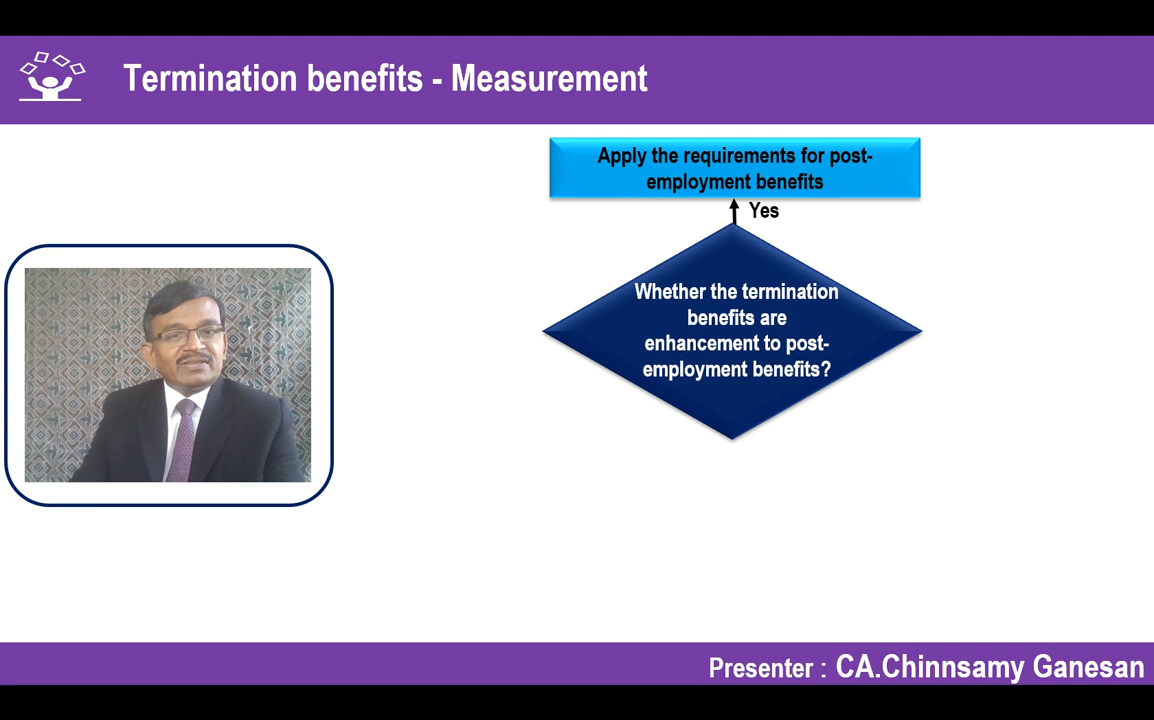 Termination benefits - Measurement
Apply the requirements for post-
employment benefits
Yes
Whether the termination
benefits are
enhancement to post-
employment benefits?
Presenter : CA.Chinnsamy Ganesan